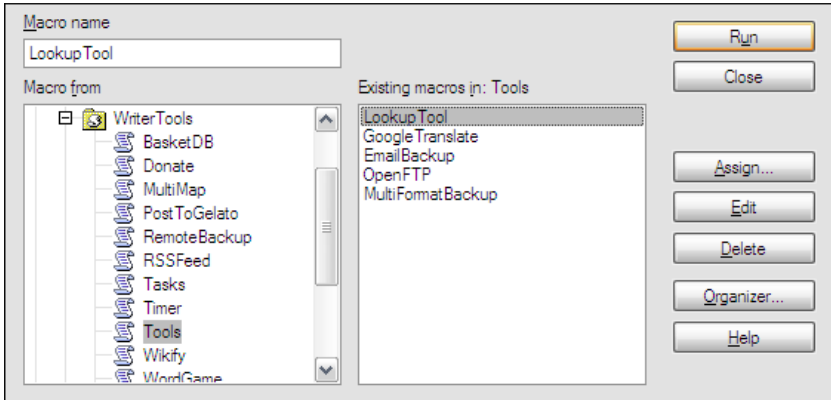 Macro name
LookupTool
Macro from
WriterTools
BasketDB
Donate
MultiMap
PostToGelato
RemoteBackup
RSSFeed
Tasks
Timer
Tools
Wikify
WordGame
Existing macros in: Tools
LookupTool
GoogleTranslate
EmailBackup
OpenFTP
MultiFormatBackup
Run
Close
Assign...
Edit
Delete
Organizer...
Help